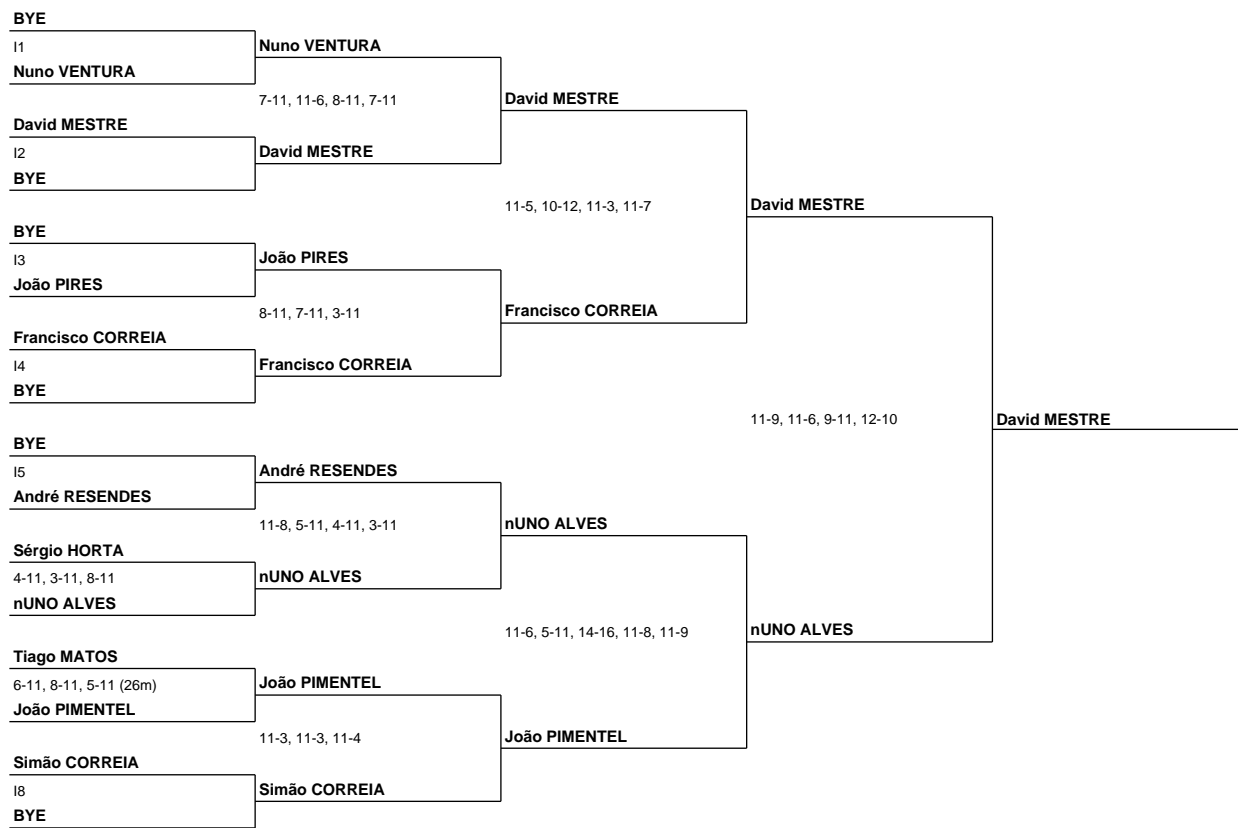 BYE
I1
Nuno VENTURA
Nuno VENTURA
7-11, 11-6, 8-11, 7-11
David MESTRE
David MESTRE
I2
BYE
David MESTRE
11-5, 10-12, 11-3, 11-7
David MESTRE
BYE
I3
João PIRES
João PIRES
8-11, 7-11, 3-11
Francisco CORREIA
Francisco CORREIA
I4
BYE
Francisco CORREIA
11-9, 11-6, 9-11, 12-10
David MESTRE
BYE
I5
André RESENDES
André RESENDES
11-8, 5-11, 4-11, 3-11
nUNO ALVES
Sérgio HORTA
4-11, 3-11, 8-11
nUNO ALVES
nUNO ALVES
11-6, 5-11, 14-16, 11-8, 11-9
nUNO ALVES
Tiago MATOS
6-11, 8-11, 5-11 (26m)
João PIMENTEL
João PIMENTEL
11-3, 11-3, 11-4
João PIMENTEL
Simão CORREIA
I8
BYE
Simão CORREIA